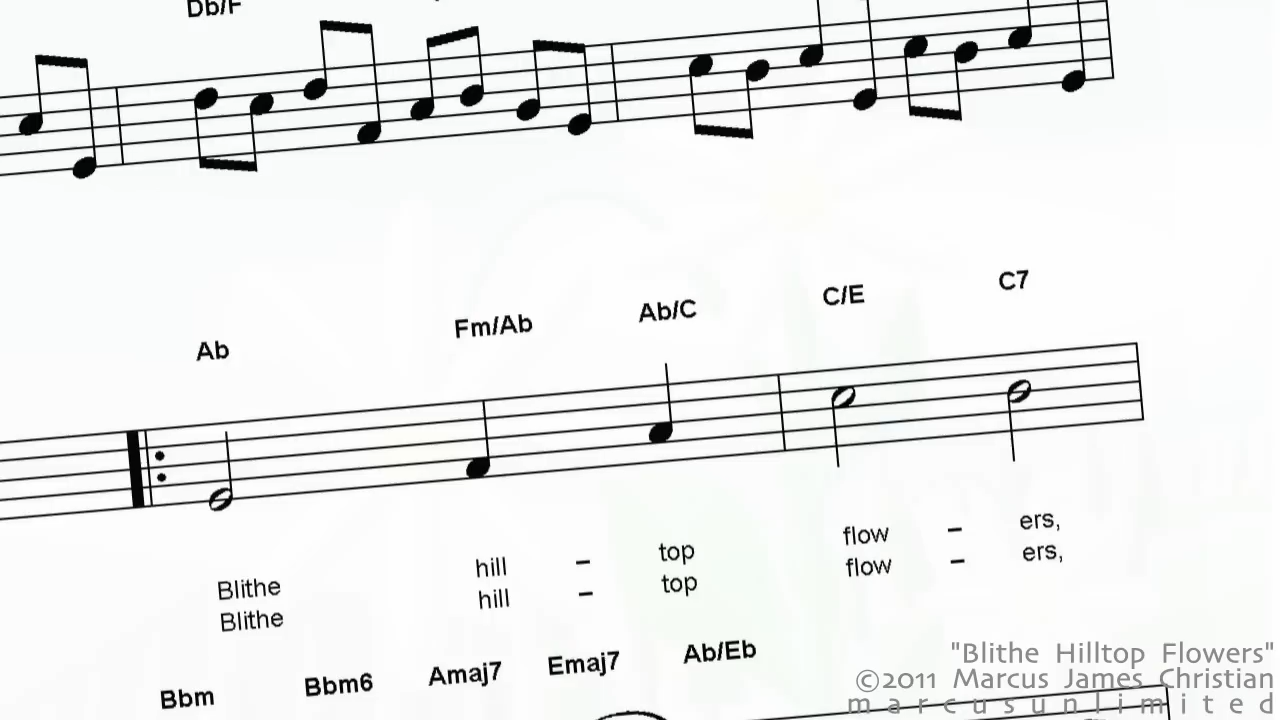 Db/F
Ab Fm/Ab Ab/C C/E C7
Blithe hill – top flow – ers,
Blithe hill – top flow – ers,
Bbm Bbm6 Amaj7 Emaj7 Ab/Eb
"Blithe Hilltop Flowers"
©2011 Marcus James Christian
marcusunlimited